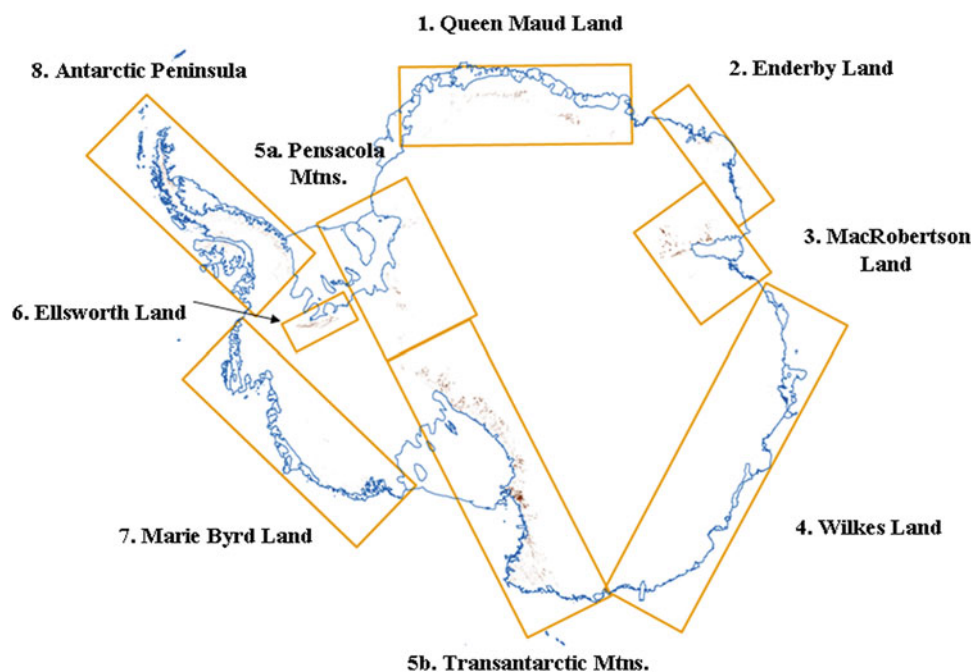 1. Queen Maud Land
8. Antarctic Peninsula
2. Enderby Land
5a. Pensacola
Mtns.
3. MacRobertson
Land
6. Ellsworth Land
7. Marie Byrd Land
4. Wilkes Land
5b. Transantarctic Mtns.